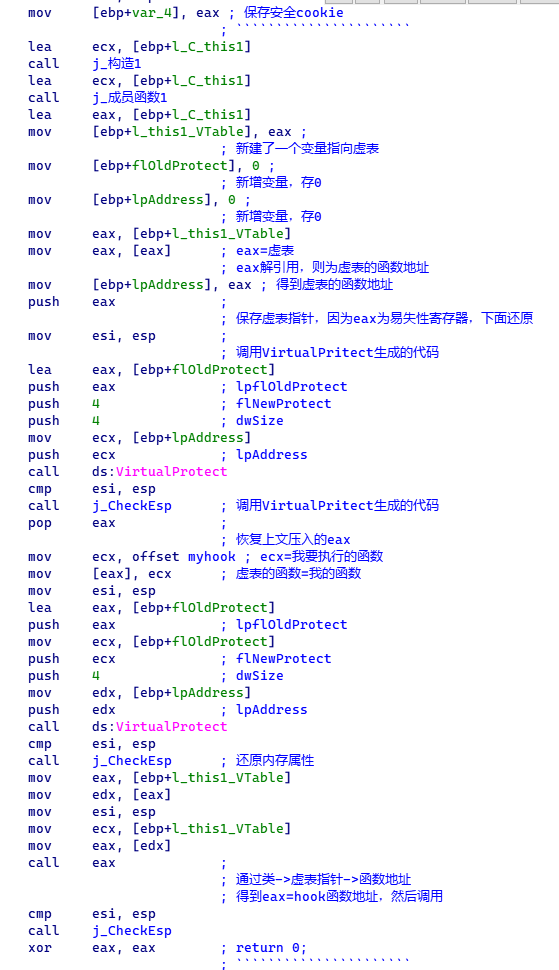 mov [ebp+var_4], eax ; 保存安全cookie
; ``````````````````````
lea ecx, [ebp+l_C_this1]
call j_构造1
lea ecx, [ebp+l_C_this1]
call j_成员函数1
lea eax, [ebp+l_C_this1]
mov [ebp+l_this1_VTable], eax ;
; 新建了一个变量指向虚表
mov [ebp+flOldProtect], 0 ;
; 新增变量，存0
mov [ebp+lpAddress], 0 ;
; 新增变量，存0
mov eax, [ebp+l_this1_VTable]
mov eax, [eax] ; eax=虚表
; eax解引用，则为虚表的函数地址
mov [ebp+lpAddress], eax ; 得到虚表的函数地址
push eax ;
; 保存虚表指针，因为eax为易失性寄存器，下面还原
mov esi, esp ;
; 调用VirtualPritect生成的代码
lea eax, [ebp+flOldProtect]
push eax ; lpflOldProtect
push 4 ; flNewProtect
push 4 ; dwSize
mov ecx, [ebp+lpAddress]
push ecx ; lpAddress
call ds:VirtualProtect
cmp esi, esp
call j_CheckEsp ; 调用VirtualPritect生成的代码
pop eax ;
; 恢复上文压入的eax
mov ecx, offset myhook ; ecx=我要执行的函数
mov [eax], ecx ; 虚表的函数=我的函数
mov esi, esp
lea eax, [ebp+flOldProtect]
push eax ; lpflOldProtect
mov ecx, [ebp+flOldProtect]
push ecx ; flNewProtect
push 4 ; dwSize
mov edx, [ebp+lpAddress]
push edx ; lpAddress
call ds:VirtualProtect
cmp esi, esp
call j_CheckEsp ; 还原内存属性
mov eax, [ebp+l_this1_VTable]
mov edx, [eax]
mov esi, esp
mov ecx, [ebp+l_this1_VTable]
mov eax, [edx]
call eax ;
; 通过类->虚表指针->函数地址
; 得到eax=hook函数地址，然后调用
cmp esi, esp
call j_CheckEsp
xor eax, eax ; return 0;
; ``````````````````````